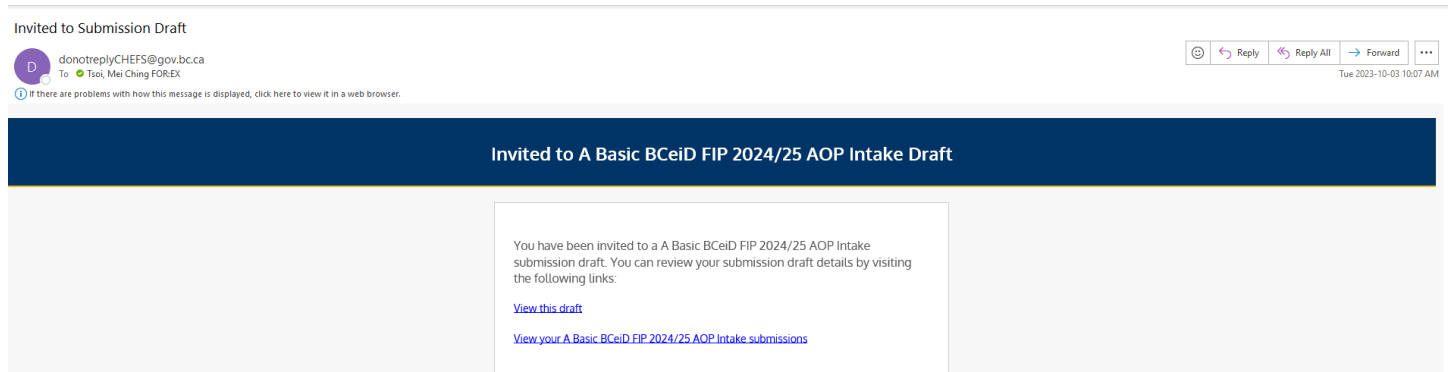 Invited to Submission Draft
D
donotreplyCHEFS@gov.bc.ca
To Tsoi, Mei Ching FOR:EX
Reply
Reply All
Forward
Tue 2023-10-03 10:07 AM
If there are problems with how this message is displayed, click here to view it in a web browser.
Invited to A Basic BCeiD FIP 2024/25 AOP Intake Draft
You have been invited to a A Basic BCeiD FIP 2024/25 AOP Intake
submission draft. You can review your submission draft details by visiting
the following links:
View this draft
View your A Basic BCeiD FIP 2024/25 AOP Intake submissions